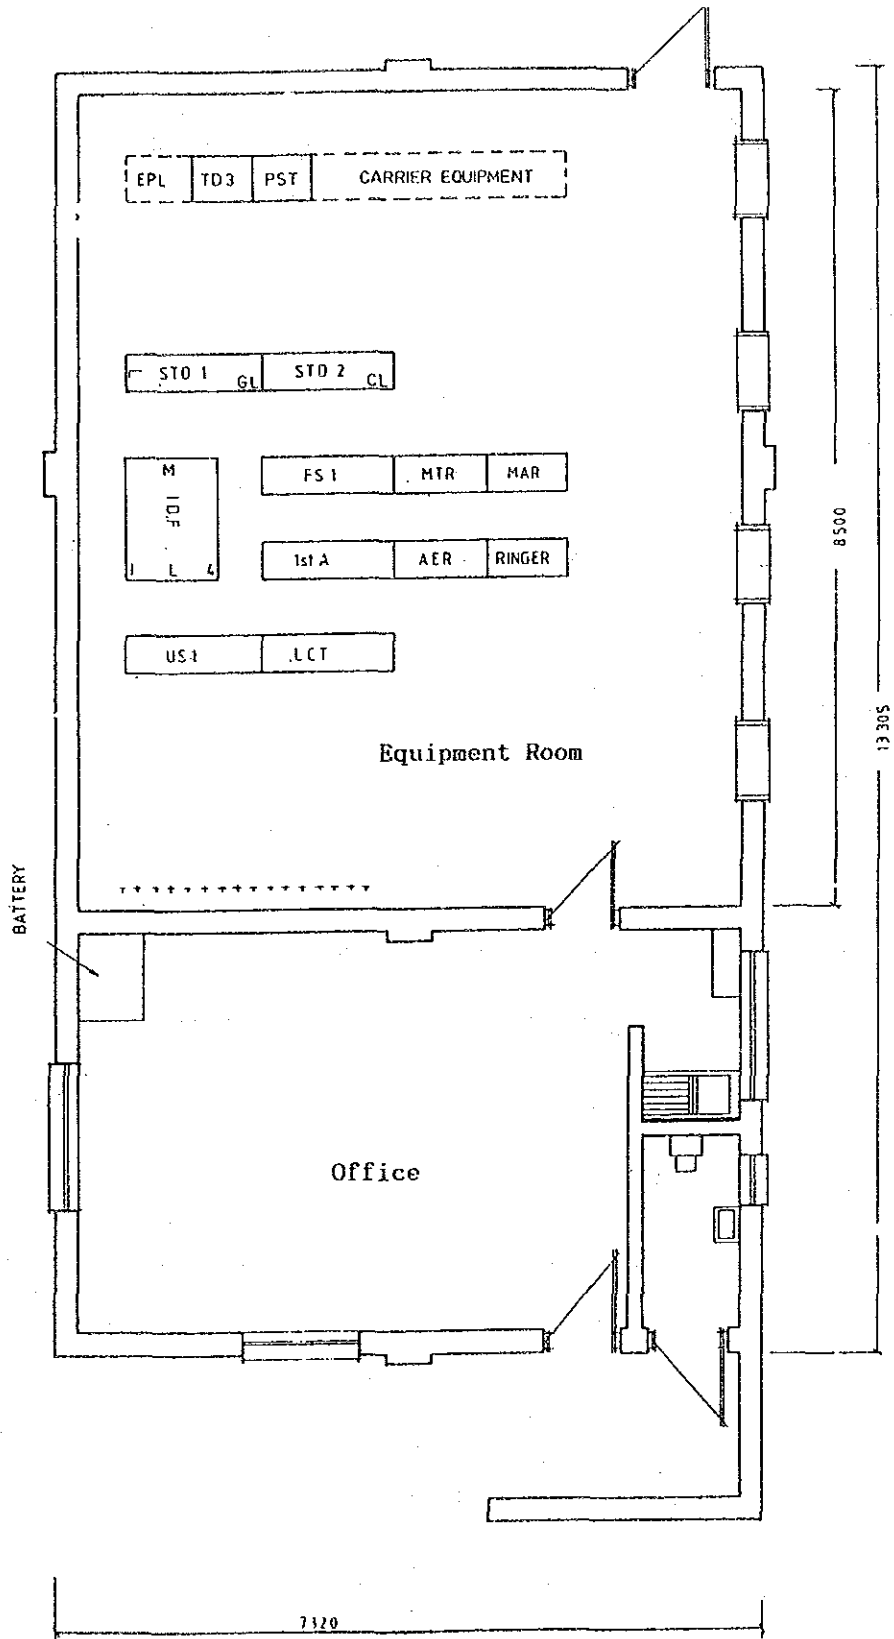 EPL TD3 PST CARRIER EQUIPMENT
STD 1 GL STD 2 CL
M
I.D.F.
1 L 4
FS 1 MTR MAR
1st A AER RINGER
US 1 LCT
8500
13305
Equipment Room
BATTERY
Office
7320